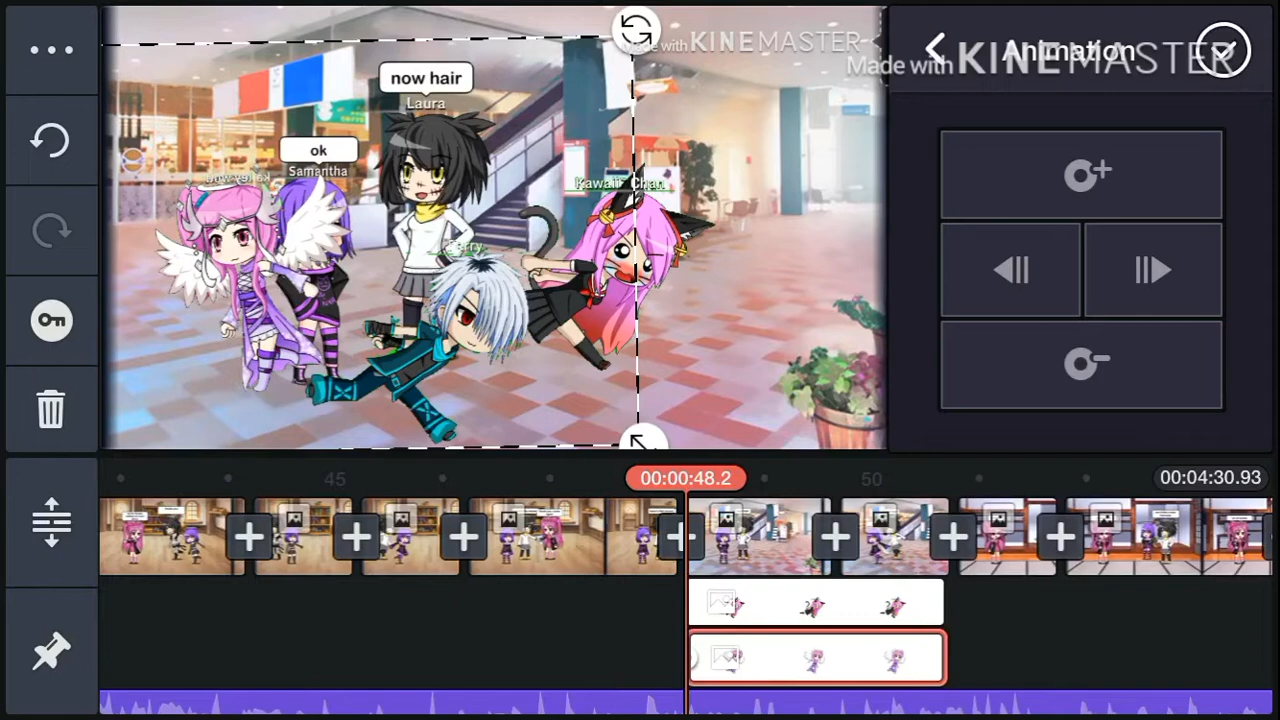 Made with KINEMASTER
Animation
Made with KINEMASTER
now hair
Laura
ok
Samantha
Kawaii Chan
45
00:00:48.2
50
00:04:30.93